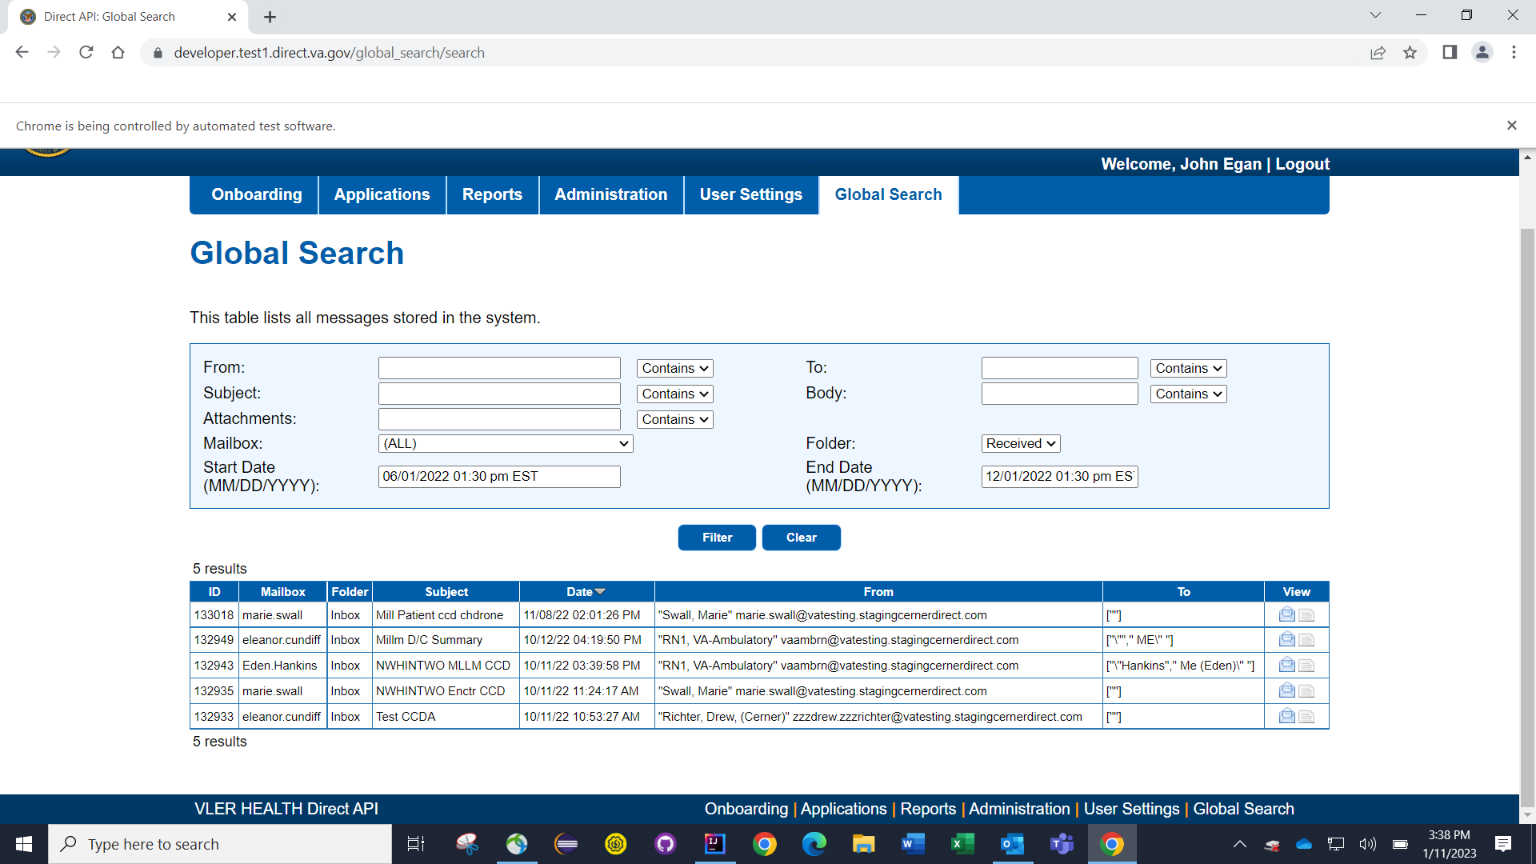 Direct API: Global Search
developer.test1.direct.va.gov/global_search/search
Chrome is being controlled by automated test software.
Welcome, John Egan | Logout
Onboarding Applications Reports Administration User Settings Global Search
Global Search
This table lists all messages stored in the system.
From: Contains To: Contains
Subject: Contains Body: Contains
Attachments: Contains
Mailbox: (ALL) Folder: Received
Start Date (MM/DD/YYYY): 06/01/2022 01:30 pm EST End Date (MM/DD/YYYY): 12/01/2022 01:30 pm ES
Filter Clear
5 results
ID Mailbox Folder Subject Date From To View
133018 marie.swall Inbox Mill Patient ccd chdrone 11/08/22 02:01:26 PM "Swall, Marie" marie.swall@vatesting.stagingcernerdirect.com [""]
132949 eleanor.cundiff Inbox Millm D/C Summary 10/12/22 04:19:50 PM "RN1, VA-Ambulatory" vaambrn@vatesting.stagingcernerdirect.com ["\"","  ME\" "]
132943 Eden.Hankins Inbox NWHINTWO MLLM CCD 10/11/22 03:39:58 PM "RN1, VA-Ambulatory" vaambrn@vatesting.stagingcernerdirect.com ["\"Hankins"," Me (Eden)\" "]
132935 marie.swall Inbox NWHINTWO Enctr CCD 10/11/22 11:24:17 AM "Swall, Marie" marie.swall@vatesting.stagingcernerdirect.com [""]
132933 eleanor.cundiff Inbox Test CCDA 10/11/22 10:53:27 AM "Richter, Drew, (Cerner)" zzzdrew.zzzrichter@vatesting.stagingcernerdirect.com [""]
5 results
VLER HEALTH Direct API Onboarding | Applications | Reports | Administration | User Settings | Global Search
Type here to search
3:38 PM
1/11/2023